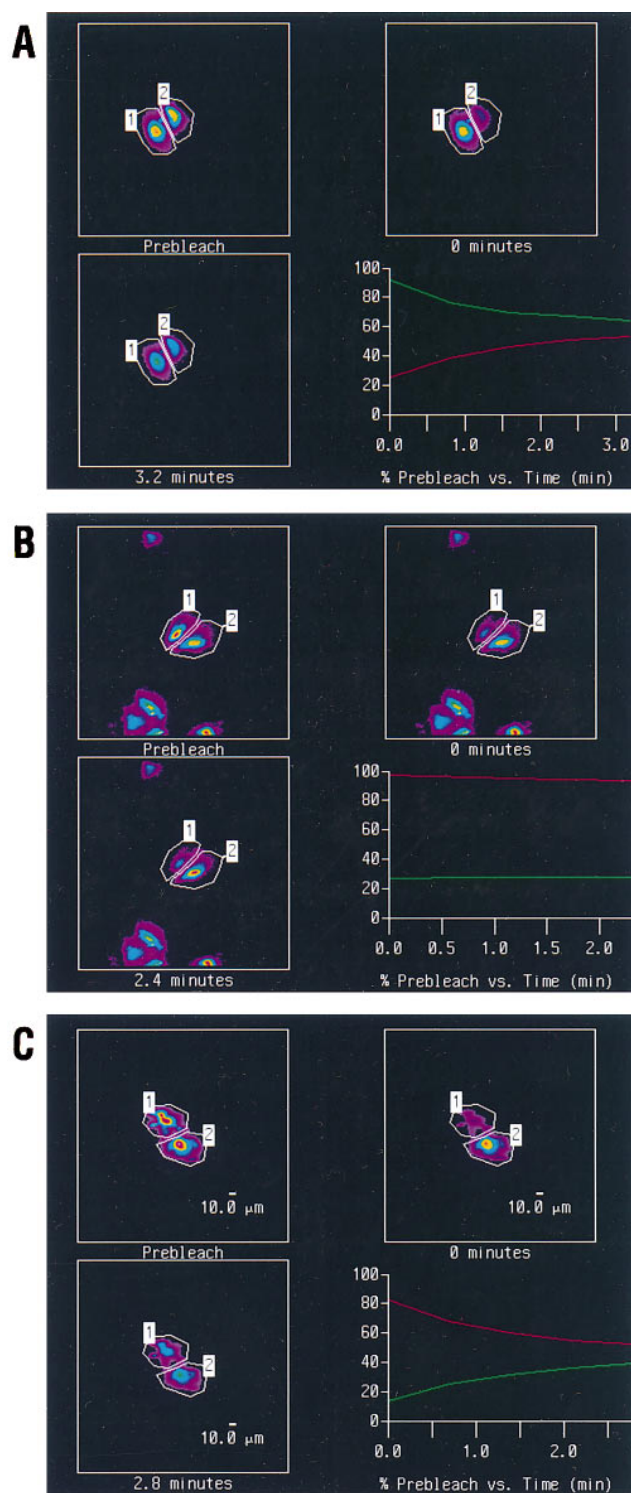 A
1
2
Prebleach
1
2
0 minutes
1
2
3.2 minutes
100
80
60
40
20
0
0.0 1.0 2.0 3.0
% Prebleach vs. Time (min)
B
1
2
Prebleach
1
2
0 minutes
1
2
2.4 minutes
100
80
60
40
20
0
0.0 0.5 1.0 1.5 2.0
% Prebleach vs. Time (min)
C
1
2
10.0 µm
Prebleach
1
2
10.0 µm
0 minutes
1
2
10.0 µm
2.8 minutes
100
80
60
40
20
0
0.0 1.0 2.0
% Prebleach vs. Time (min)